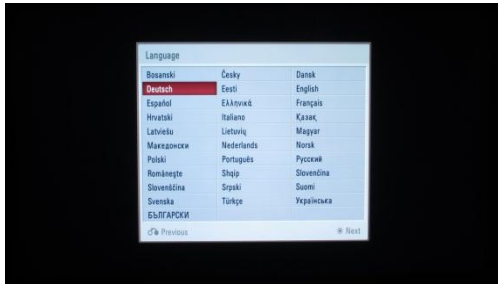 Language
Bosanski Česky Dansk
Deutsch Eesti English
Español Ελληνικά Français
Hrvatski Italiano Қазақ
Latviešu Lietuvių Magyar
Македонски Nederlands Norsk
Polski Português Русский
Româneşte Shqip Slovenčina
Slovenščina Srpski Suomi
Svenska Türkçe Українська
БЪЛГАРСКИ
Previous Next